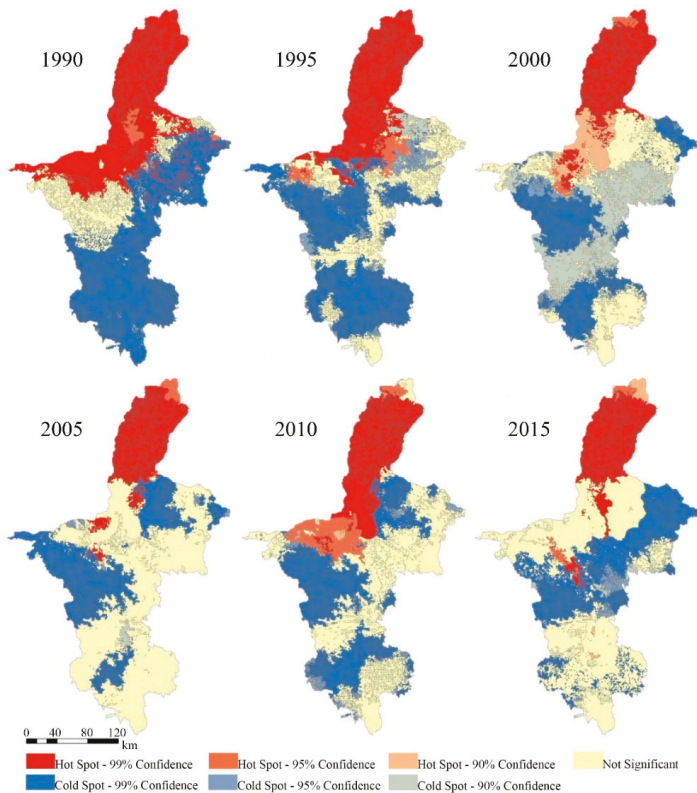 1990
1995
2000
2005
2010
2015
0 20 40 80 120
km
Hot Spot - 99% Confidence Hot Spot - 95% Confidence Hot Spot - 90% Confidence Not Significant
Cold Spot - 99% Confidence Cold Spot - 95% Confidence Cold Spot - 90% Confidence